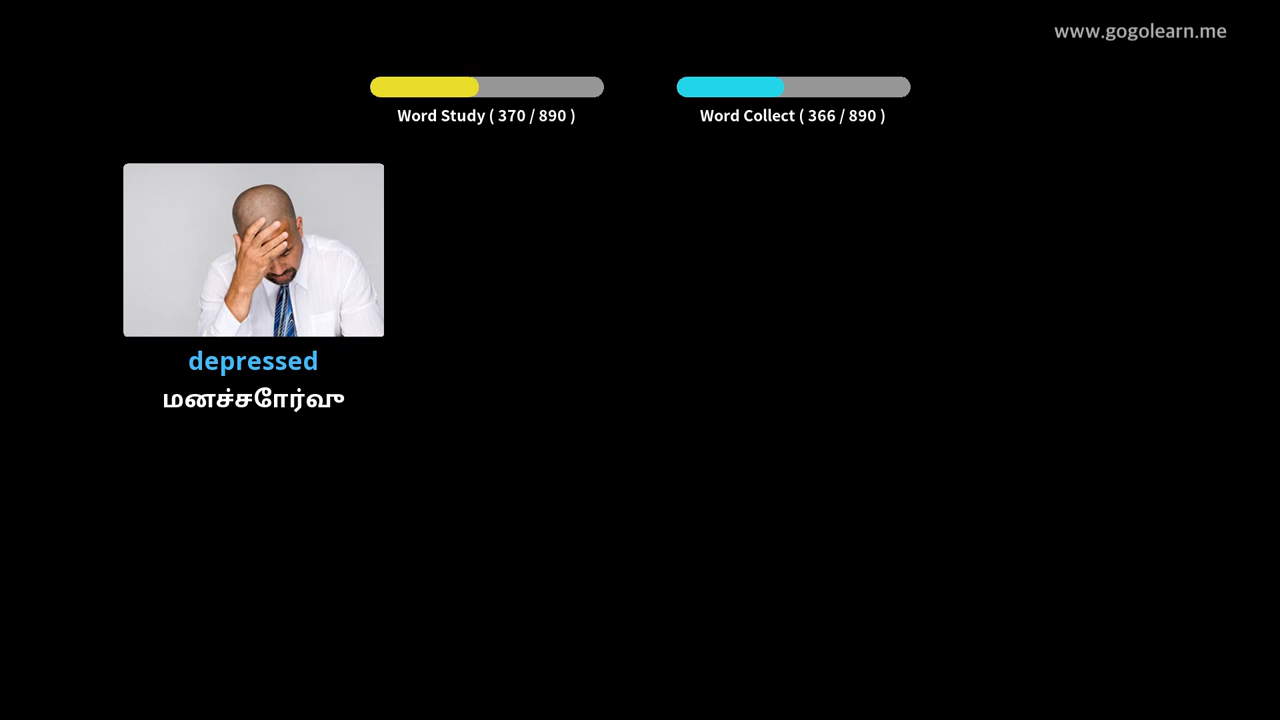 www.gogolearn.me
Word Study ( 370 / 890 )
Word Collect ( 366 / 890 )
depressed
மனச்சோர்வு